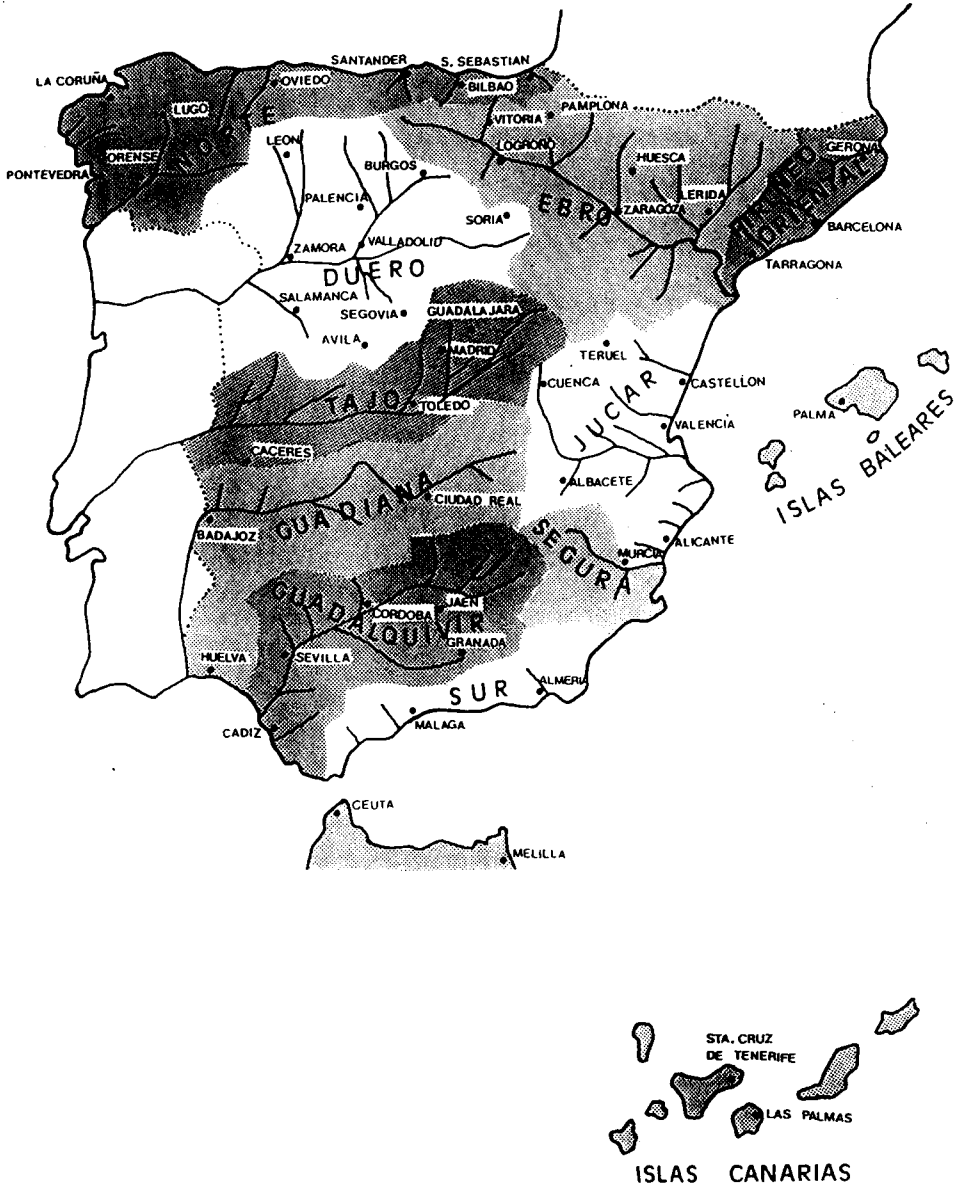 SANTANDER
S. SEBASTIAN
LA CORUÑA
OVIEDO
BILBAO
LUGO
PAMPLONA
VITORIA
NORTE
LEON
LOGROÑO
GERONA
ORENSE
HUESCA
PONTEVEDRA
BURGOS
PALENCIA
LERIDA
EBRO
ZARAGOZA
PIRINEO
ORIENTAL
SORIA
BARCELONA
ZAMORA
VALLADOLID
TARRAGONA
DUERO
SALAMANCA
SEGOVIA
GUADALAJARA
AVILA
MADRID
TERUEL
CUENCA
CASTELLON
TAJO
TOLEDO
JUCAR
PALMA
VALENCIA
ISLAS BALEARES
CACERES
ALBACETE
GUADIANA
CIUDAD REAL
BADAJOZ
SEGURA
ALICANTE
MURCIA
GUADALQUIVIR
JAEN
CORDOBA
GRANADA
HUELVA
SEVILLA
SUR
ALMERIA
CADIZ
MALAGA
CEUTA
MELILLA
STA. CRUZ
DE TENERIFE
LAS PALMAS
ISLAS CANARIAS